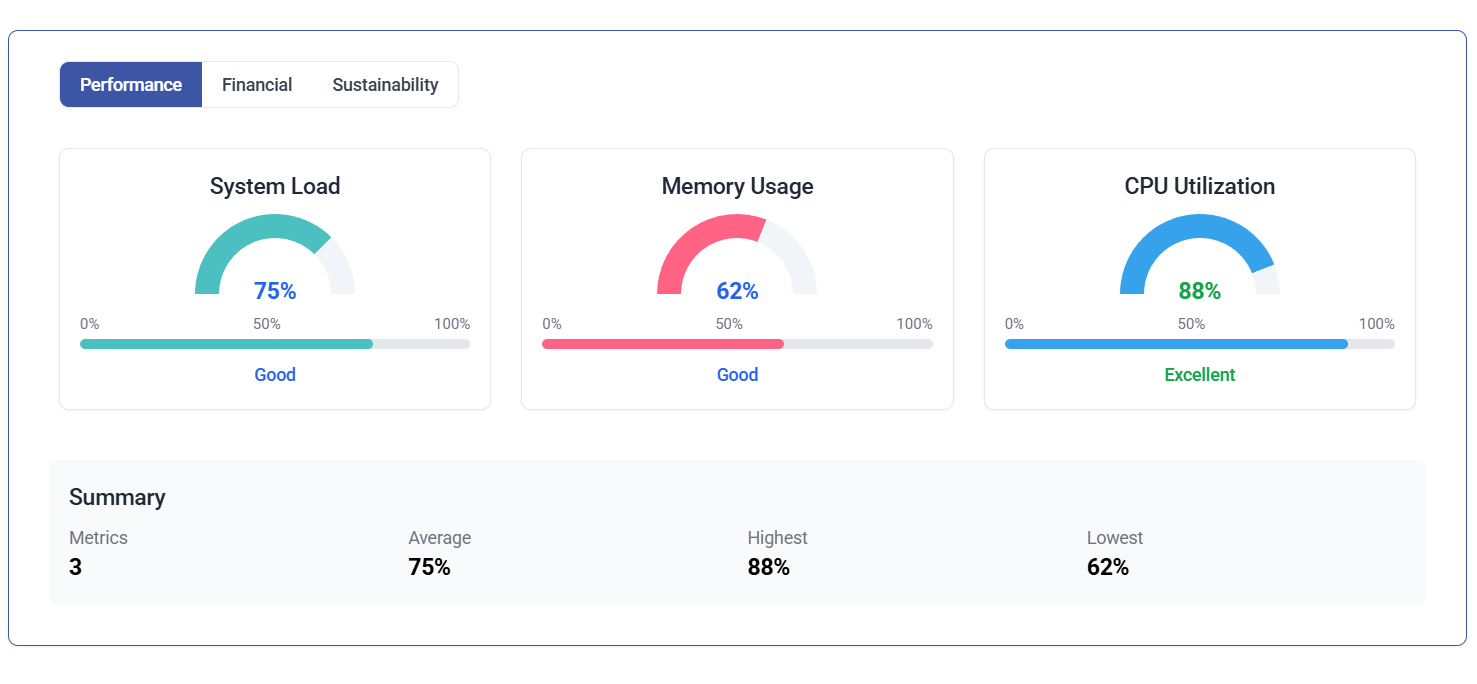 Performance Financial Sustainability
System Load
75%
0% 50% 100%
Good
Memory Usage
62%
0% 50% 100%
Good
CPU Utilization
88%
0% 50% 100%
Excellent
Summary
Metrics
3
Average
75%
Highest
88%
Lowest
62%